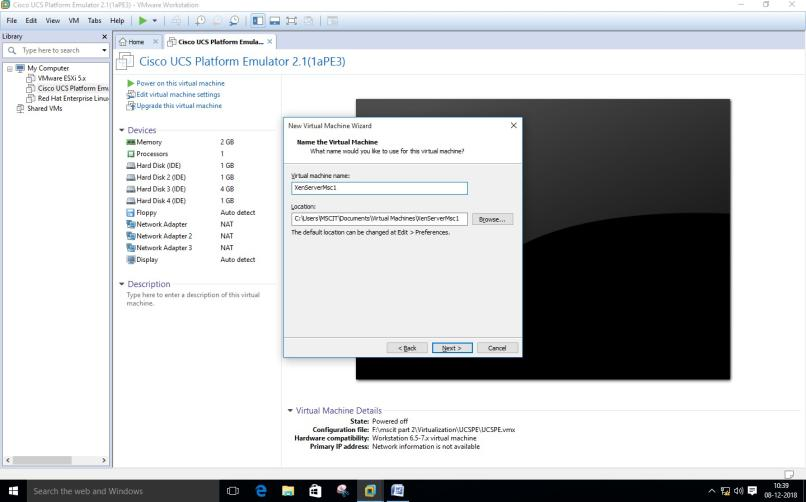 Cisco UCS Platform Emulator 2.1(1aPE3) - VMware Workstation
File Edit View VM Tabs Help
Library
Type here to search
My Computer
VMware ESXi 5.x
Cisco UCS Platform Emu
Red Hat Enterprise Linux
Shared VMs
Home
Cisco UCS Platform Emula...
Cisco UCS Platform Emulator 2.1(1aPE3)
Power on this virtual machine
Edit virtual machine settings
Upgrade this virtual machine
Devices
Memory 2 GB
Processors 1
Hard Disk (IDE) 1 GB
Hard Disk 2 (IDE) 1 GB
Hard Disk 3 (IDE) 4 GB
Hard Disk 4 (IDE) 1 GB
Floppy Auto detect
Network Adapter NAT
Network Adapter 2 NAT
Network Adapter 3 NAT
Display Auto detect
Description
Type here to enter a description of this virtual
machine.
New Virtual Machine Wizard
Name the Virtual Machine
What name would you like to use for this virtual machine?
Virtual machine name:
XenServerMsc1
Location:
C:\Users\MSCIT\Documents\Virtual Machines\XenServerMsc1
Browse...
The default location can be changed at Edit > Preferences.
< Back Next > Cancel
Virtual Machine Details
State: Powered off
Configuration file: F:\mscit part 2\Virtualization\UCSPE\UCSPE.vmx
Hardware compatibility: Workstation 6.5-7.x virtual machine
Primary IP address: Network information is not available
Search the web and Windows
10:39
08-12-2018